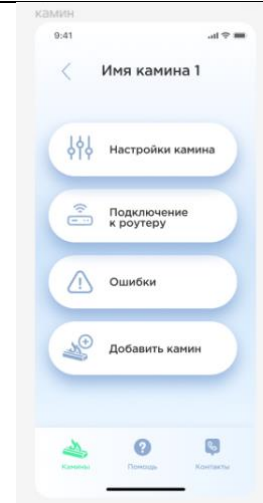 камин
9:41
Имя камина 1
Настройки камина
Подключение
к роутеру
Ошибки
Добавить камин
Камины
Помощь
Контакты